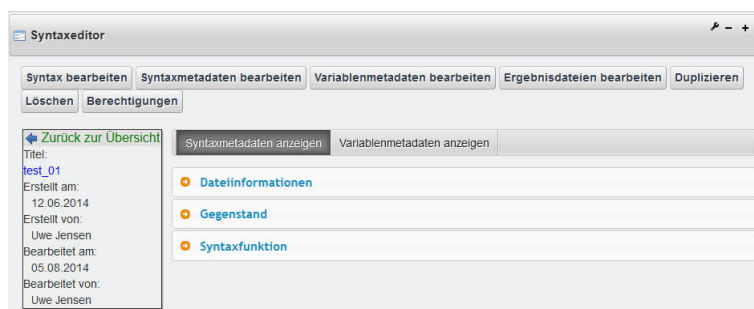 Syntaxeditor
Syntax bearbeiten Syntaxmetadaten bearbeiten Variablenmetadaten bearbeiten Ergebnisdateien bearbeiten Duplizieren
Löschen Berechtigungen
Zurück zur Übersicht
Titel:
test_01
Erstellt am:
12.06.2014
Erstellt von:
Uwe Jensen
Bearbeitet am:
05.08.2014
Bearbeitet von:
Uwe Jensen
Syntaxmetadaten anzeigen Variablenmetadaten anzeigen
Dateiinformationen
Gegenstand
Syntaxfunktion